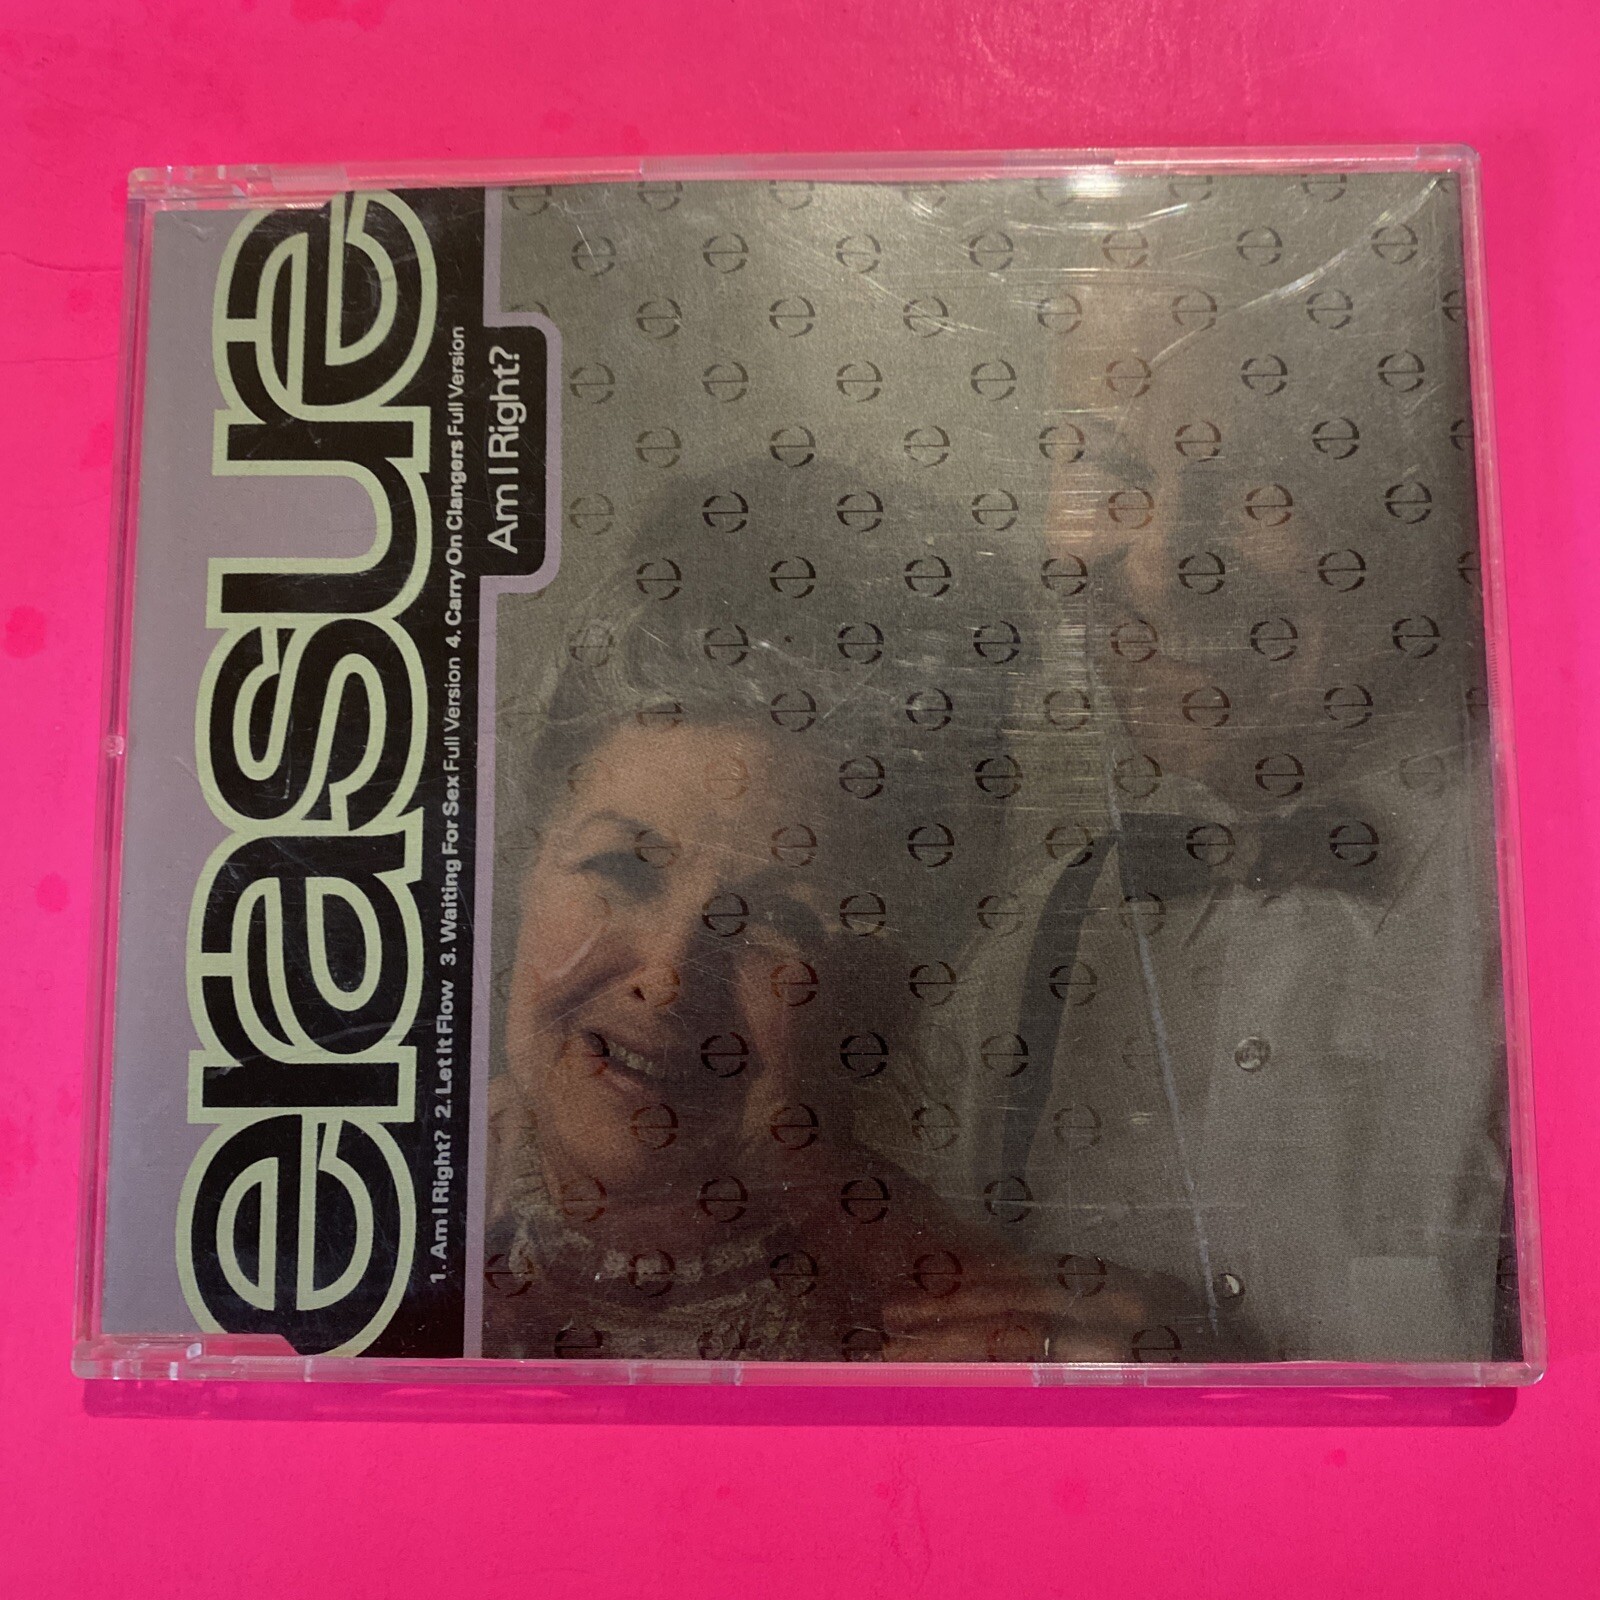 erasure
1. Am I Right? 2. Let It Flow 3. Waiting For Sex Full Version 4. Carry On Clangers Full Version
Am I Right?